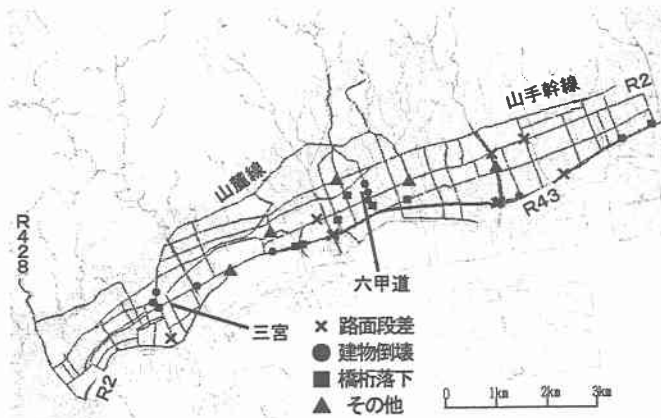 山手幹線
R2
山麓線
R43
R428
六甲道
三宮
R2
× 路面段差
● 建物倒壊
■ 橋桁落下
▲ その他
0 1km 2km 3km